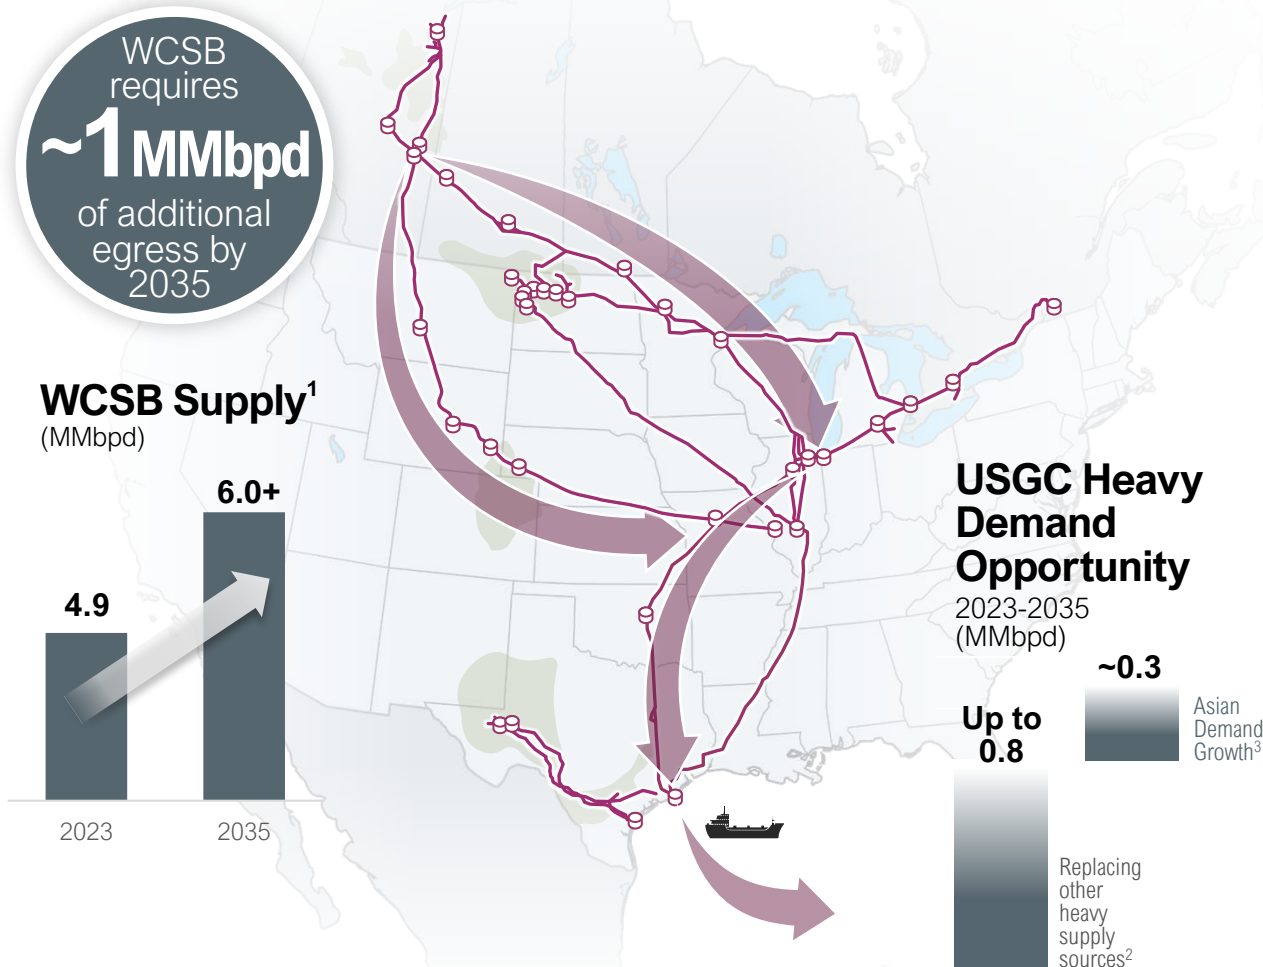 WCSB
requires
~1 MMbpd
of additional
egress by
2035
WCSB Supply¹
(MMbpd)
4.9
6.0+
2023
2035
USGC Heavy
Demand
Opportunity
2023-2035
(MMbpd)
~0.3
Asian
Demand
Growth³
Up to
0.8
Replacing
other
heavy
supply
sources²